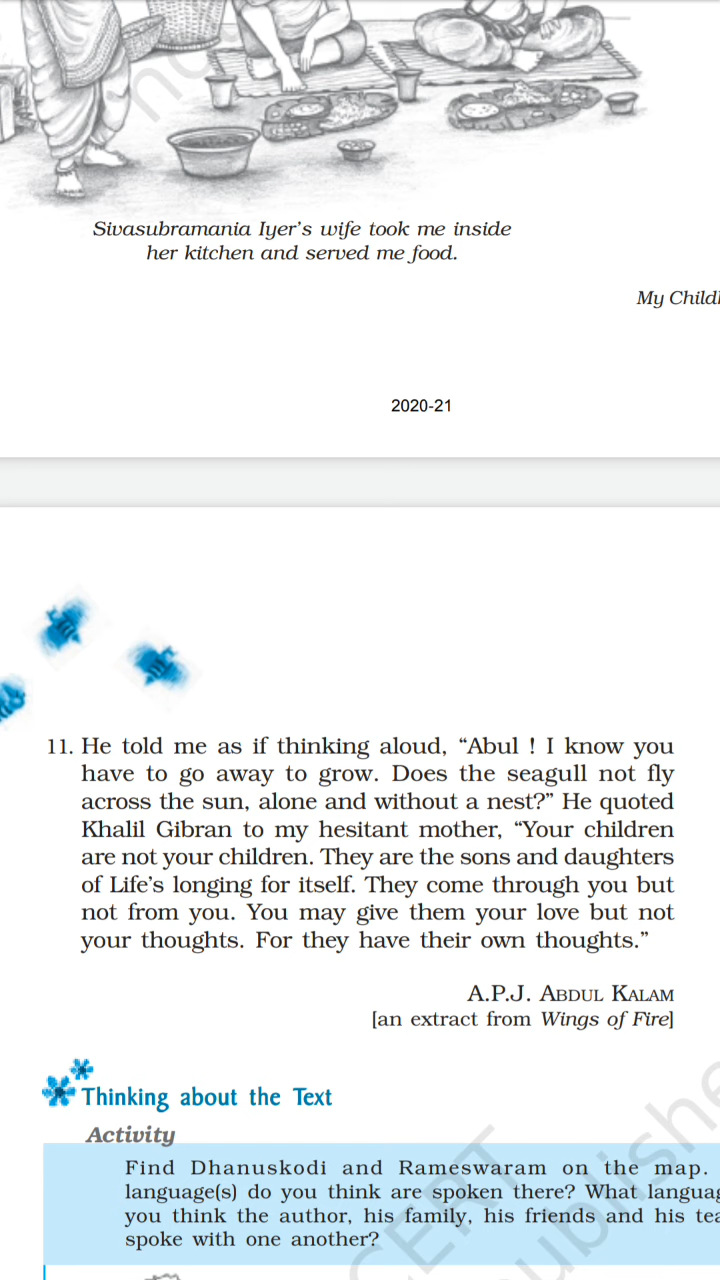 Sivasubramania Iyer's wife took me inside
her kitchen and served me food.
My
2020-21
11. He told me as if thinking aloud, “Abul ! I know you
have to go away to grow. Does the seagull not fly
across the sun, alone and without a nest?” He quoted
Khalil Gibran to my hesitant mother, “Your children
are not your children. They are the sons and daughters
of Life’s longing for itself. They come through you but
not from you. You may give them your love but not
your thoughts. For they have their own thoughts.”
A.P.J. ABDUL KALAM
[an extract from Wings of Fire]
Thinking about the Text
Activity
Find Dhanuskodi and Rameswaram on the map.
language(s) do you think are spoken there? What
you think the author, his family, his friends and his
spoke with one another?